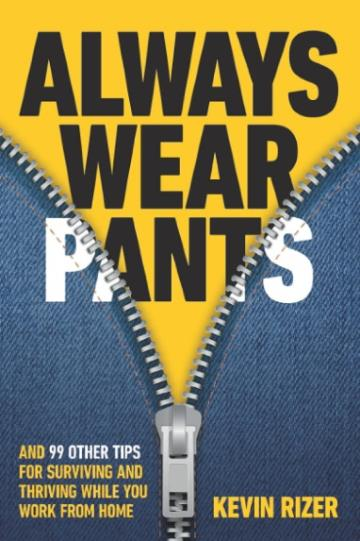 ALWAYS
WEAR
PANTS
AND 99 OTHER TIPS
FOR SURVIVING AND
THRIVING WHILE YOU
WORK FROM HOME
KEVIN RIZER